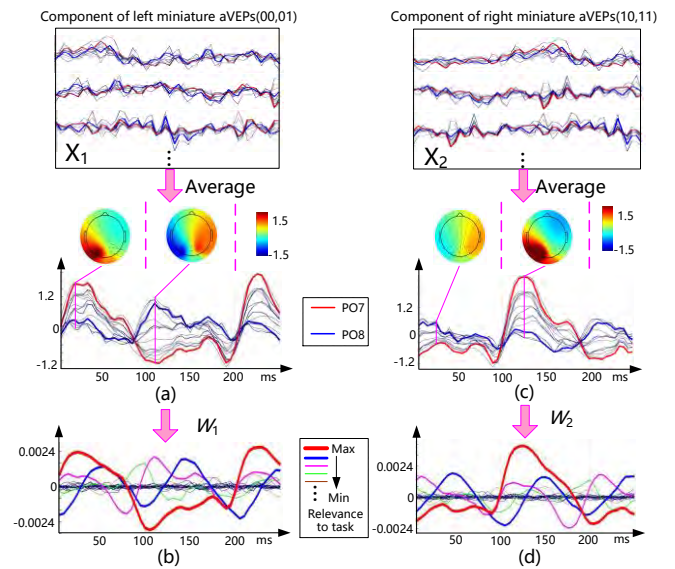 Component of left miniature aVEPs(00,01)
Component of right miniature aVEPs(10,11)
X1
⋮
Average
X2
⋮
Average
1.5
-1.5
1.5
-1.5
1.2
0
-1.2
50
100
150
200
ms
(a)
PO7
PO8
1.2
0
-1.2
50
100
150
200
ms
(c)
W1
W2
0.0024
0
-0.0024
50
100
150
200
ms
(b)
Max
⋮
Min
Relevance
to task
0.0024
0
-0.0024
50
100
150
200
ms
(d)